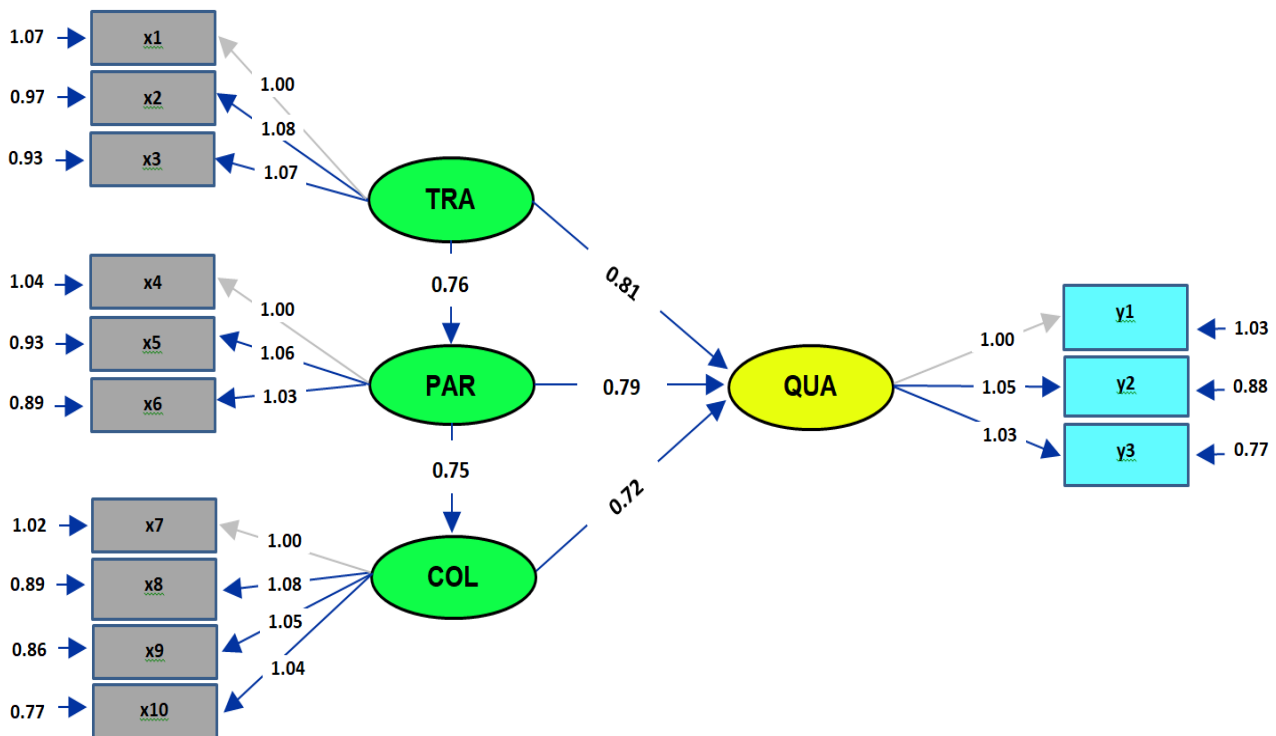 1.07 x1
1.00
0.97 x2
1.08
0.93 x3
1.07
TRA
0.76
0.81
1.04 x4
1.00
0.93 x5
1.06
0.89 x6
1.03
PAR
0.79
QUA
1.00
y1
1.03
1.05
y2
0.88
1.03
y3
0.77
0.75
0.72
1.02 x7
1.00
0.89 x8
1.08
COL
0.86 x9
1.05
1.04
0.77 x10